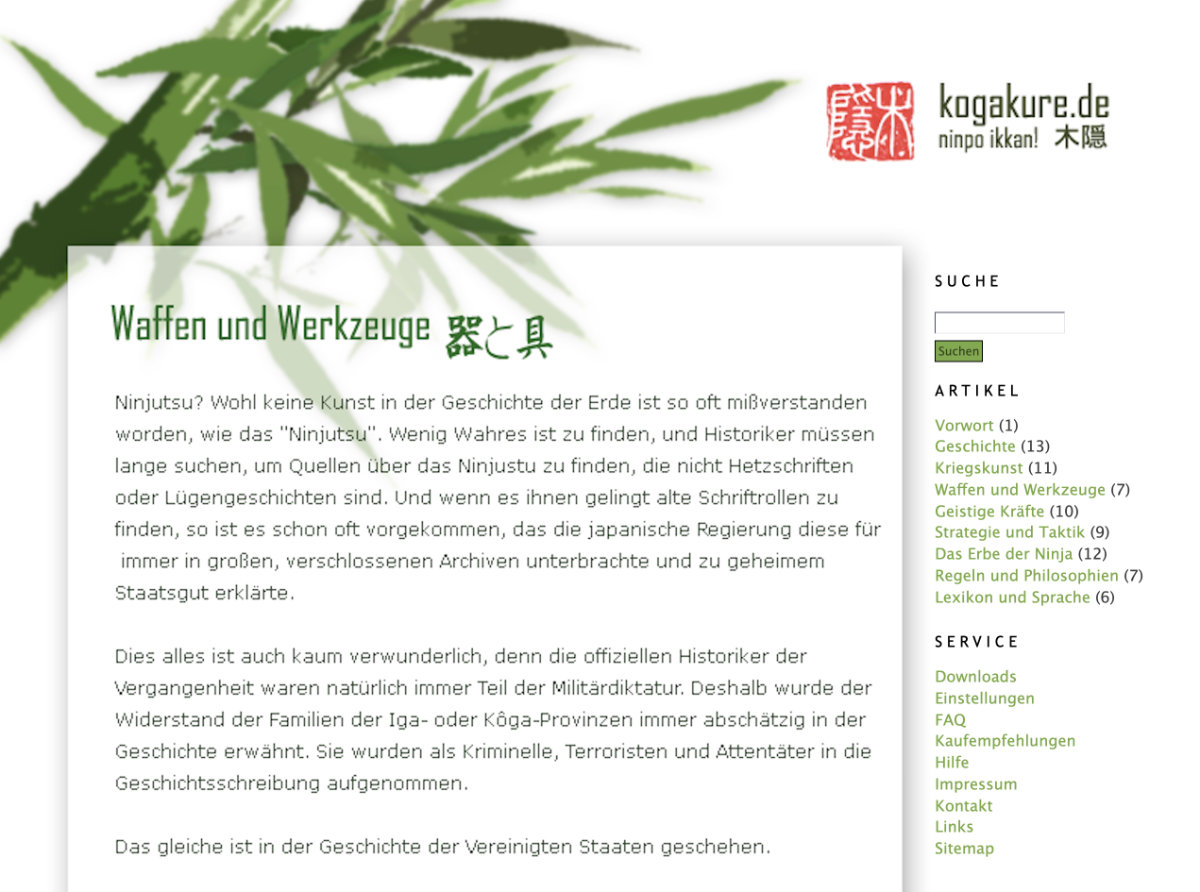 隠木
kogakure.de
ninpo ikkan! 木隠
Waffen und Werkzeuge 器と具
Ninjutsu? Wohl keine Kunst in der Geschichte der Erde ist so oft mißverstanden
worden, wie das "Ninjutsu". Wenig Wahres ist zu finden, und Historiker müssen
lange suchen, um Quellen über das Ninjustu zu finden, die nicht Hetzschriften
oder Lügengeschichten sind. Und wenn es ihnen gelingt alte Schriftrollen zu
finden, so ist es schon oft vorgekommen, das die japanische Regierung diese für
immer in großen, verschlossenen Archiven unterbrachte und zu geheimem
Staatsgut erklärte.
Dies alles ist auch kaum verwunderlich, denn die offiziellen Historiker der
Vergangenheit waren natürlich immer Teil der Militärdiktatur. Deshalb wurde der
Widerstand der Familien der Iga- oder Kôga-Provinzen immer abschätzig in der
Geschichte erwähnt. Sie wurden als Kriminelle, Terroristen und Attentäter in die
Geschichtsschreibung aufgenommen.
Das gleiche ist in der Geschichte der Vereinigten Staaten geschehen.
SUCHE
Suchen
ARTIKEL
Vorwort (1)
Geschichte (13)
Kriegskunst (11)
Waffen und Werkzeuge (7)
Geistige Kräfte (10)
Strategie und Taktik (9)
Das Erbe der Ninja (12)
Regeln und Philosophien (7)
Lexikon und Sprache (6)
SERVICE
Downloads
Einstellungen
FAQ
Kaufempfehlungen
Hilfe
Impressum
Kontakt
Links
Sitemap